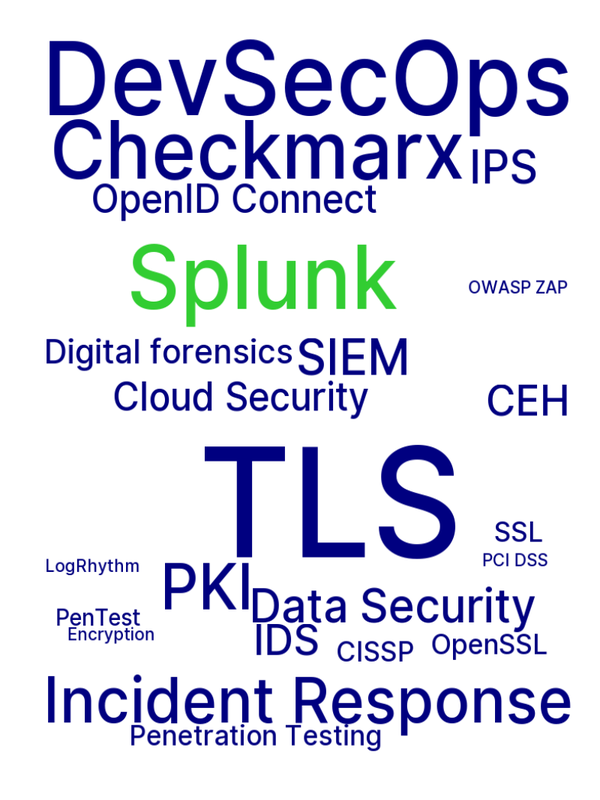 DevSecOps
Checkmarx
IPS
OpenID Connect
Splunk
OWASP ZAP
Digital forensics
SIEM
Cloud Security
CEH
TLS
SSL
PCI DSS
LogRhythm
PKI
Data Security
PenTest
Encryption
IDS
CISSP
OpenSSL
Incident Response
Penetration Testing